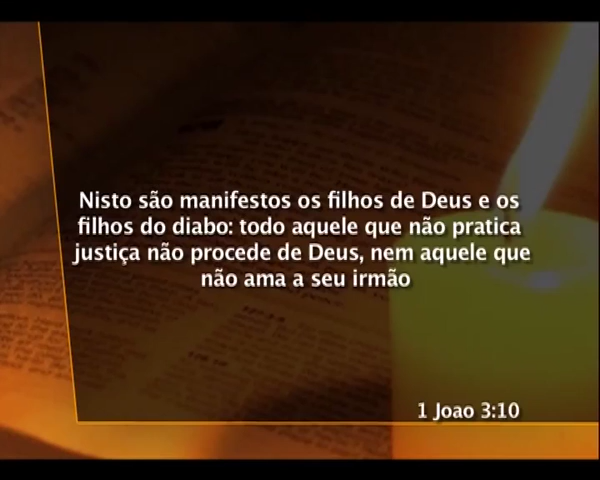 Nisto são manifestos os filhos de Deus e os
filhos do diabo: todo aquele que não pratica
justiça não procede de Deus, nem aquele que
não ama a seu irmão
1 Joao 3:10